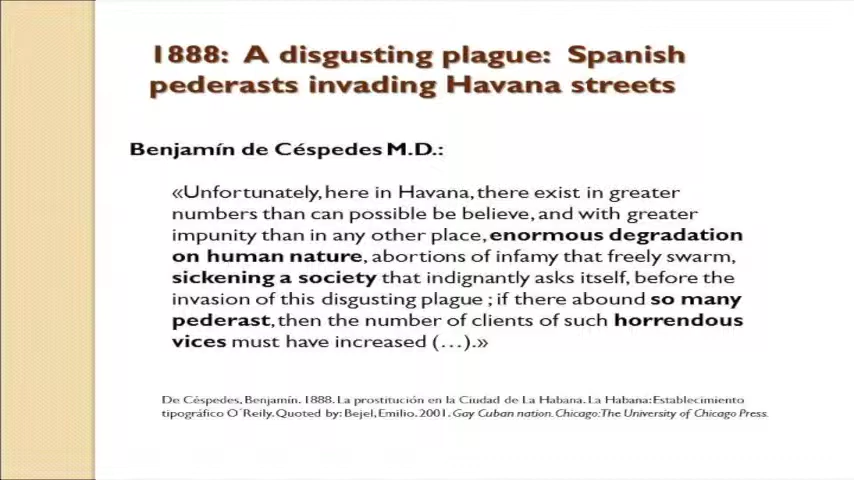 1888: A disgusting plague: Spanish
pederasts invading Havana streets
Benjamín de Céspedes M.D.:
«Unfortunately, here in Havana, there exist in greater
numbers than can possible be believe, and with greater
impunity than in any other place, enormous degradation
on human nature, abortions of infamy that freely swarm,
sickening a society that indignantly asks itself, before the
invasion of this disgusting plague ; if there abound so many
pederast, then the number of clients of such horrendous
vices must have increased (…).»
De Céspedes, Benjamín. 1888. La prostitución en la Ciudad de La Habana. La Habana: Establecimiento
tipográfico O´Reily. Quoted by: Bejel, Emilio. 2001. Gay Cuban nation. Chicago: The University of Chicago Press.